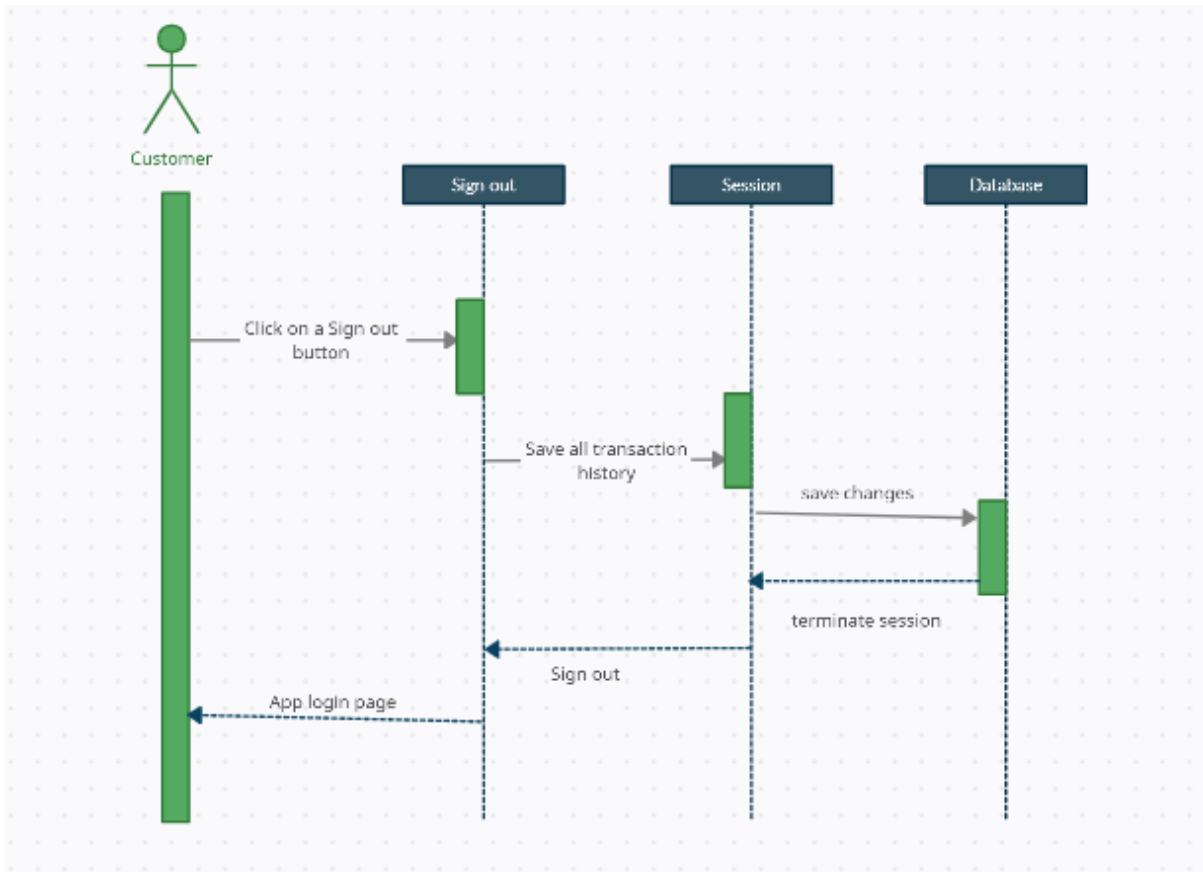 Customer
Sign out
Session
Database
Click on a Sign out
button
Save all transaction
history
save changes
terminate session
Sign out
App login page